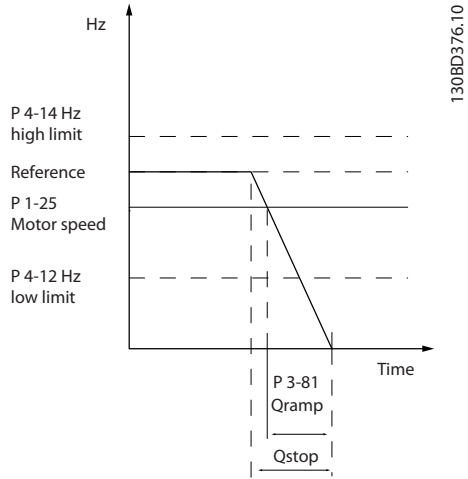 Hz
130BD376.10
P 4-14 Hz
high limit
Reference
P 1-25
Motor speed
P 4-12 Hz
low limit
Time
P 3-81
Qramp
Qstop